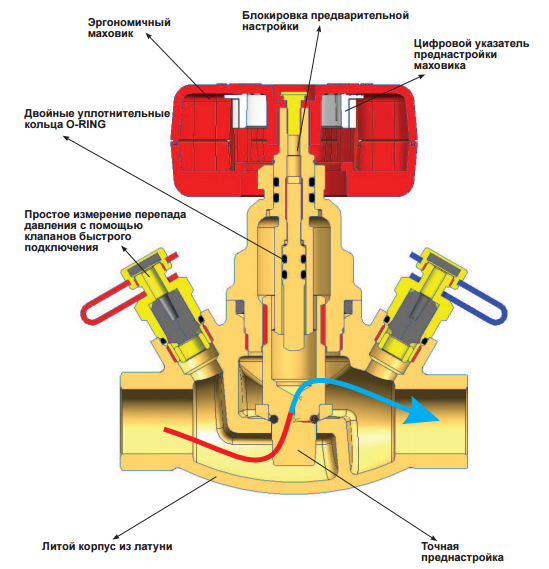 Эргономичный
маховик
Блокировка предварительной
настройки
Цифровой указатель
преднастройки
маховика
Двойные уплотнительные
кольца O-RING
Простое измерение перепада
давления с помощью
клапанов быстрого
подключения
Литой корпус из латуни
Точная
преднастройка